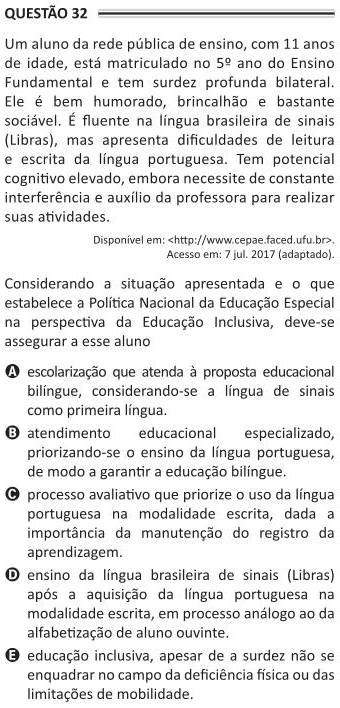 QUESTÃO 32
Um aluno da rede pública de ensino, com 11 anos
de idade, está matriculado no 5º ano do Ensino
Fundamental e tem surdez profunda bilateral.
Ele é bem humorado, brincalhão e bastante
sociável. É fluente na língua brasileira de sinais
(Libras), mas apresenta dificuldades de leitura
e escrita da língua portuguesa. Tem potencial
cognitivo elevado, embora necessite de constante
interferência e auxílio da professora para realizar
suas atividades.
Disponível em: <http://www.cepae.faced.ufu.br>.
Acesso em: 7 jul. 2017 (adaptado).
Considerando a situação apresentada e o que
estabelece a Política Nacional da Educação Especial
na perspectiva da Educação Inclusiva, deve-se
assegurar a esse aluno
A escolarização que atenda à proposta educacional
bilíngue, considerando-se a língua de sinais
como primeira língua.
B atendimento educacional especializado,
priorizando-se o ensino da língua portuguesa,
de modo a garantir a educação bilíngue.
C processo avaliativo que priorize o uso da língua
portuguesa na modalidade escrita, dada a
importância da manutenção do registro da
aprendizagem.
D ensino da língua brasileira de sinais (Libras)
após a aquisição da língua portuguesa na
modalidade escrita, em processo análogo ao da
alfabetização de aluno ouvinte.
E educação inclusiva, apesar de a surdez não se
enquadrar no campo da deficiência física ou das
limitações de mobilidade.